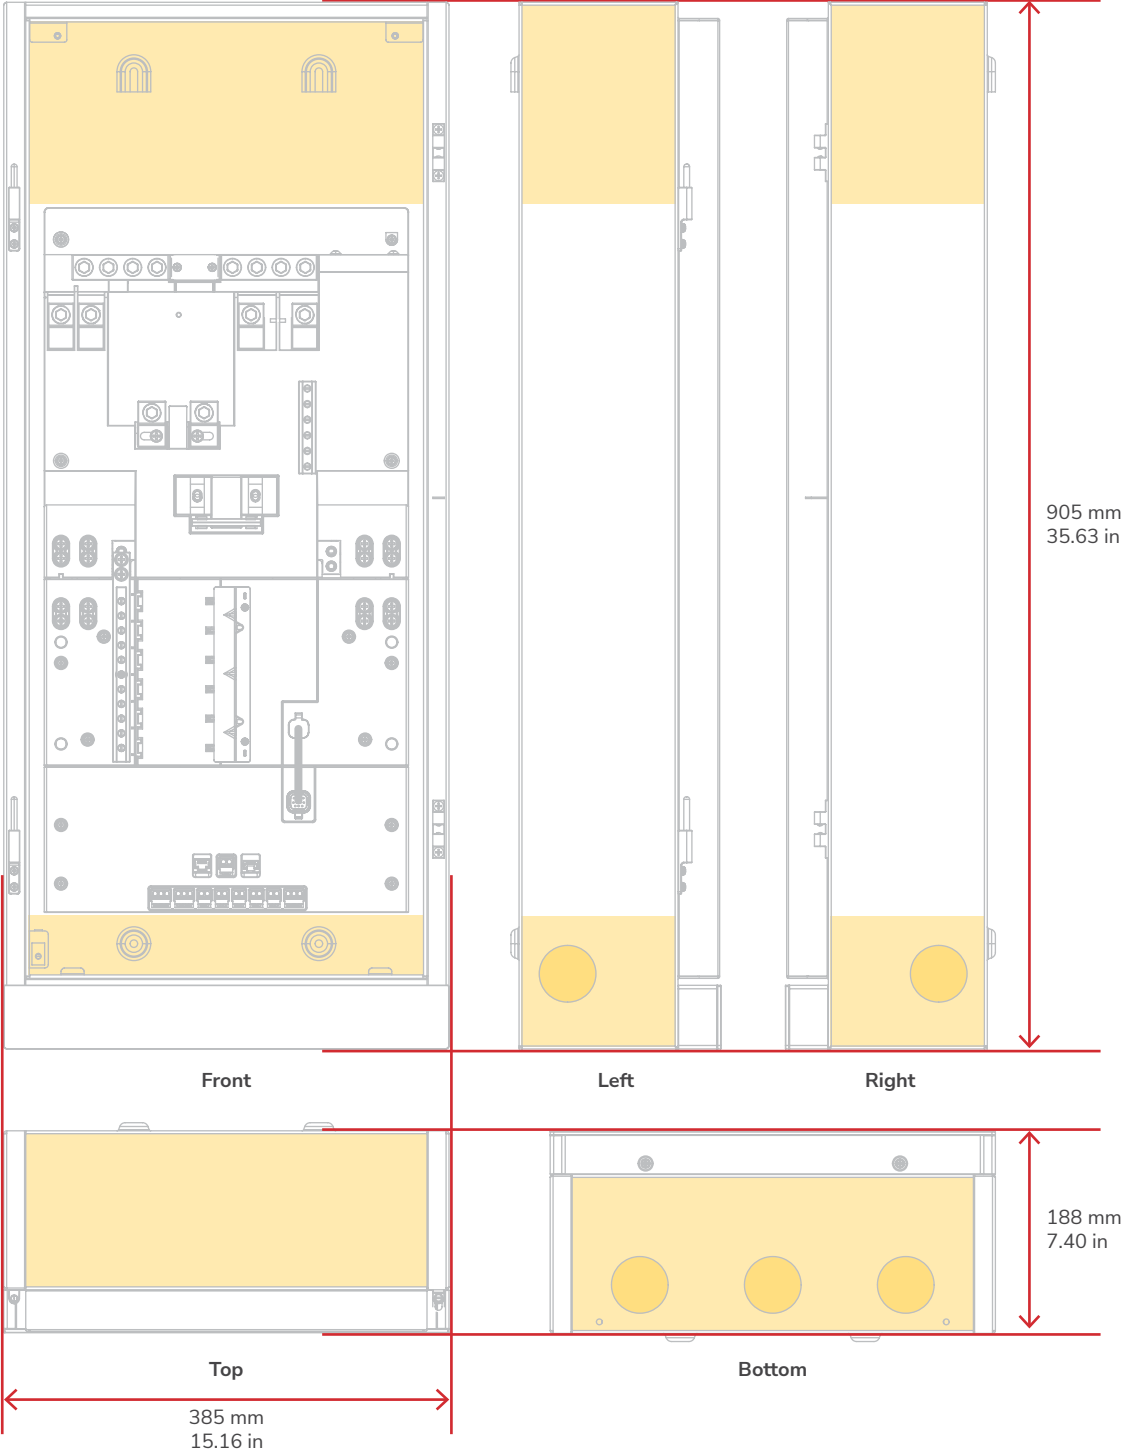 905 mm
35.63 in
Front
Left
Right
188 mm
7.40 in
Top
Bottom
385 mm
15.16 in